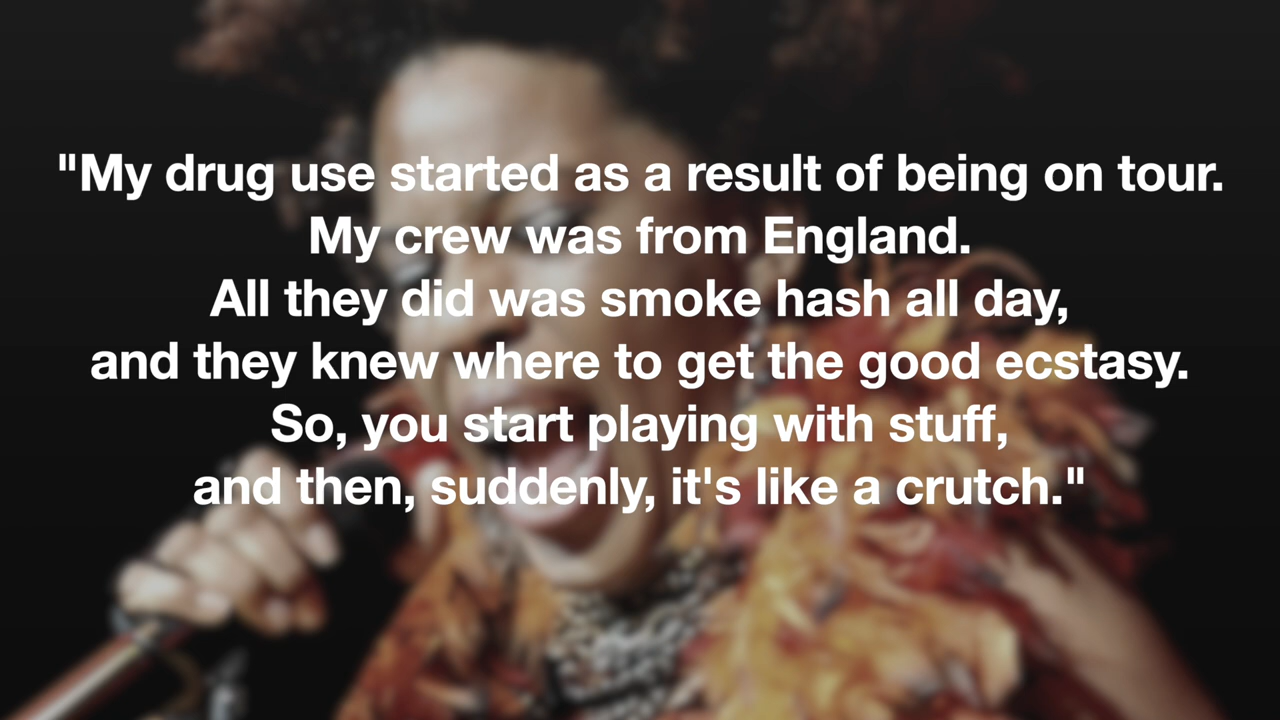 "My drug use started as a result of being on tour.
My crew was from England.
All they did was smoke hash all day,
and they knew where to get the good ecstasy.
So, you start playing with stuff,
and then, suddenly, it's like a crutch."